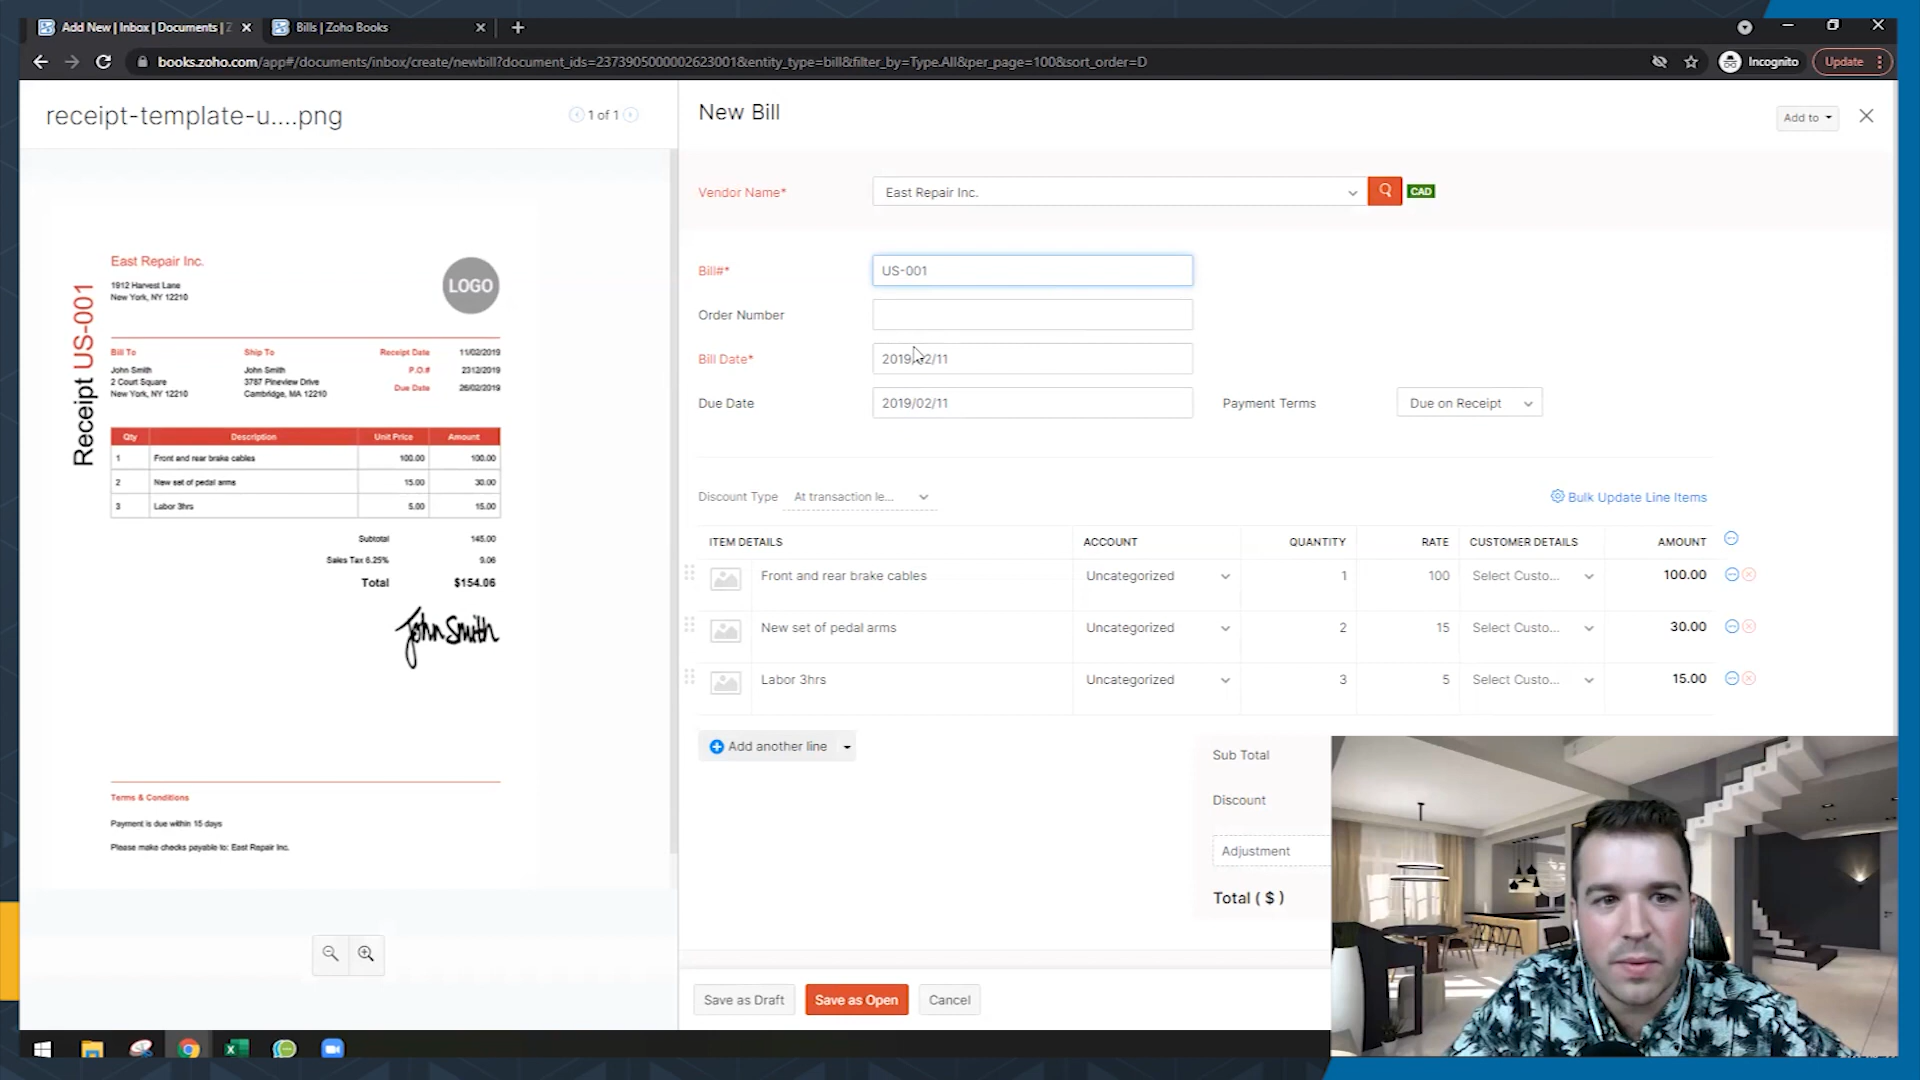 Add New | Inbox | Documents | Z
Bills | Zoho Books
books.zoho.com/app#/documents/inbox/create/newbill?document_ids=2373905000002623001&entity_type=bill&filter_by=Type.All&per_page=100&sort_order=D
Incognito
Update
receipt-template-u....png
1 of 1
New Bill
Add to
Vendor Name*
East Repair Inc.
CAD
Bill#*
US-001
Order Number
Bill Date*
2019/02/11
Due Date
2019/02/11
Payment Terms
Due on Receipt
Discount Type
At transaction le...
Bulk Update Line Items
ITEM DETAILS ACCOUNT QUANTITY RATE CUSTOMER DETAILS AMOUNT
Front and rear brake cables Uncategorized 1 100 Select Custo... 100.00
New set of pedal arms Uncategorized 2 15 Select Custo... 30.00
Labor 3hrs Uncategorized 3 5 Select Custo... 15.00
Add another line
Sub Total
Discount
Adjustment
Total ( $ )
Save as Draft
Save as Open
Cancel
Receipt US-001
East Repair Inc.
1912 Harvest Lane
New York, NY 12210
LOGO
Bill To Ship To Receipt Date 11/02/2019
John Smith John Smith P.O.# 2312/2019
2 Court Square 3787 Pineview Drive Due Date 26/02/2019
New York, NY 12210 Cambridge, MA 12210
Qty Description Unit Price Amount
1 Front and rear brake cables 100.00 100.00
2 New set of pedal arms 15.00 30.00
3 Labor 3hrs 5.00 15.00
Subtotal 145.00
Sales Tax 6.25% 9.06
Total $154.06
John Smith
Terms & Conditions
Payment is due within 15 days
Please make checks payable to: East Repair Inc.